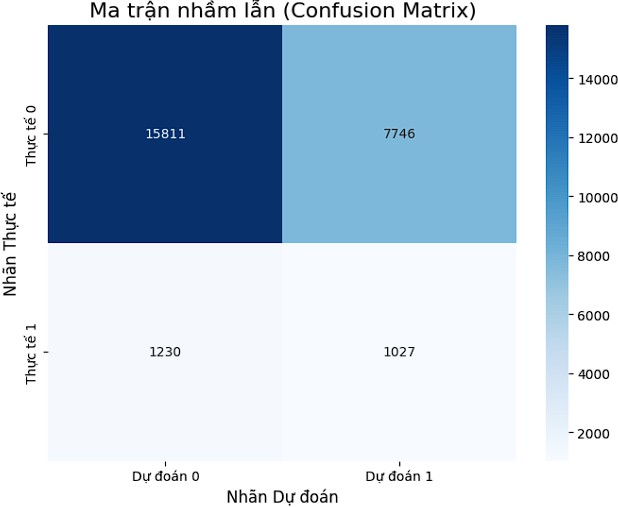 Ma trận nhầm lẫn (Confusion Matrix)
Nhãn Thực tế
Thực tế 0
15811
7746
Thực tế 1
1230
1027
Dự đoán 0
Dự đoán 1
Nhãn Dự đoán
14000
12000
10000
8000
6000
4000
2000